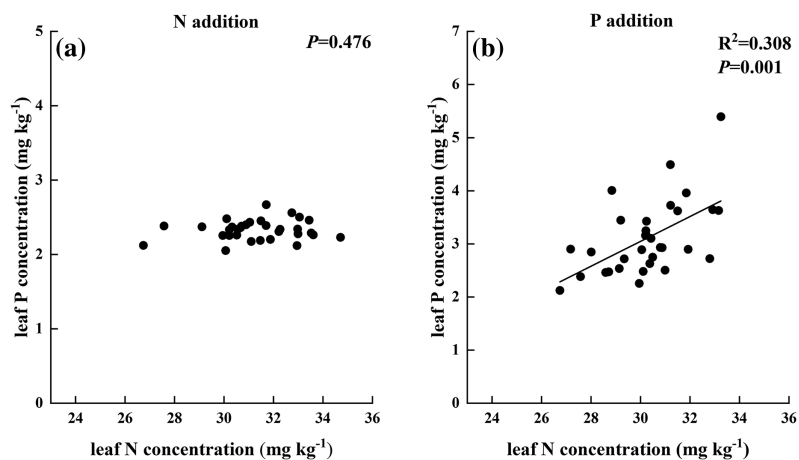 N addition
(a)
P=0.476
5
4
3
2
1
0
leaf P concentration (mg kg⁻¹)
24 26 28 30 32 34 36
leaf N concentration (mg kg⁻¹)
P addition
(b)
R²=0.308
P=0.001
7
6
5
4
3
2
1
0
leaf P concentration (mg kg⁻¹)
24 26 28 30 32 34 36
leaf N concentration (mg kg⁻¹)